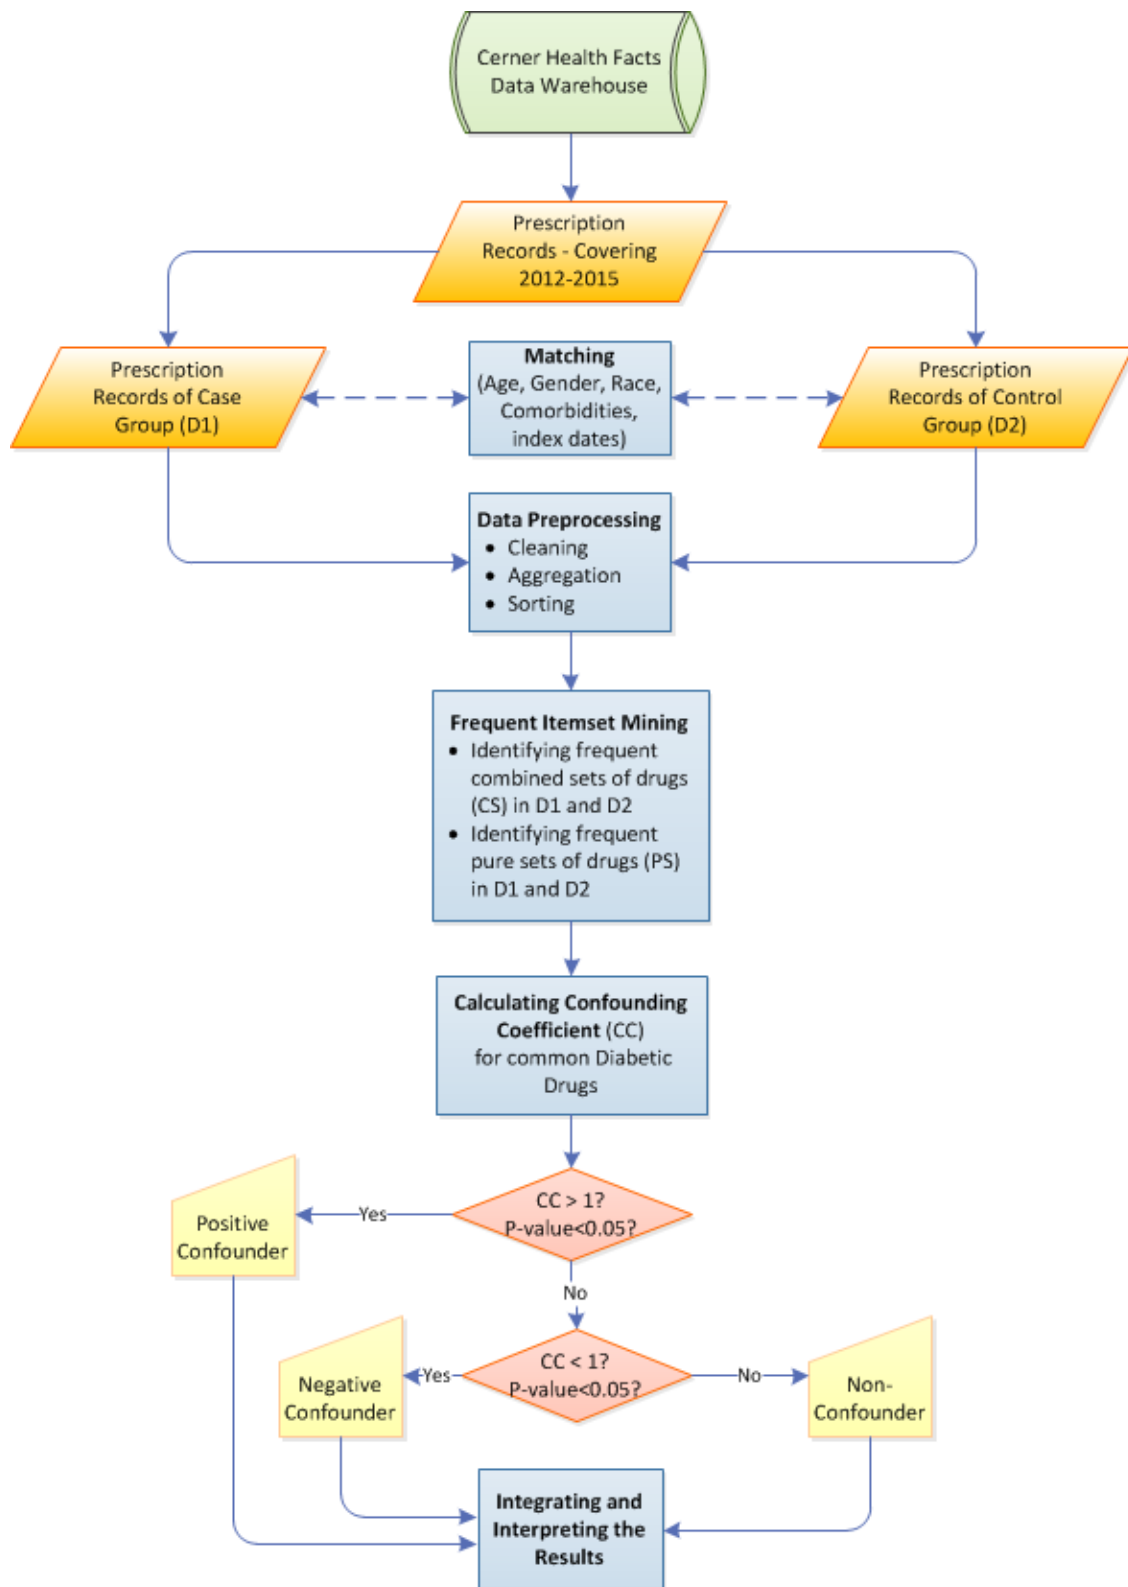 Cerner Health Facts
Data Warehouse
Prescription
Records - Covering
2012-2015
Prescription
Records of Case
Group (D1)
Matching
(Age, Gender, Race,
Comorbidities,
index dates)
Prescription
Records of Control
Group (D2)
Data Preprocessing
• Cleaning
• Aggregation
• Sorting
Frequent Itemset Mining
• Identifying frequent
combined sets of drugs
(CS) in D1 and D2
• Identifying frequent
pure sets of drugs (PS)
in D1 and D2
Calculating Confounding
Coefficient (CC)
for common Diabetic
Drugs
CC > 1?
P-value<0.05?
Yes
Positive
Confounder
No
CC < 1?
P-value<0.05?
Yes
No
Negative
Confounder
Non-
Confounder
Integrating and
Interpreting the
Results